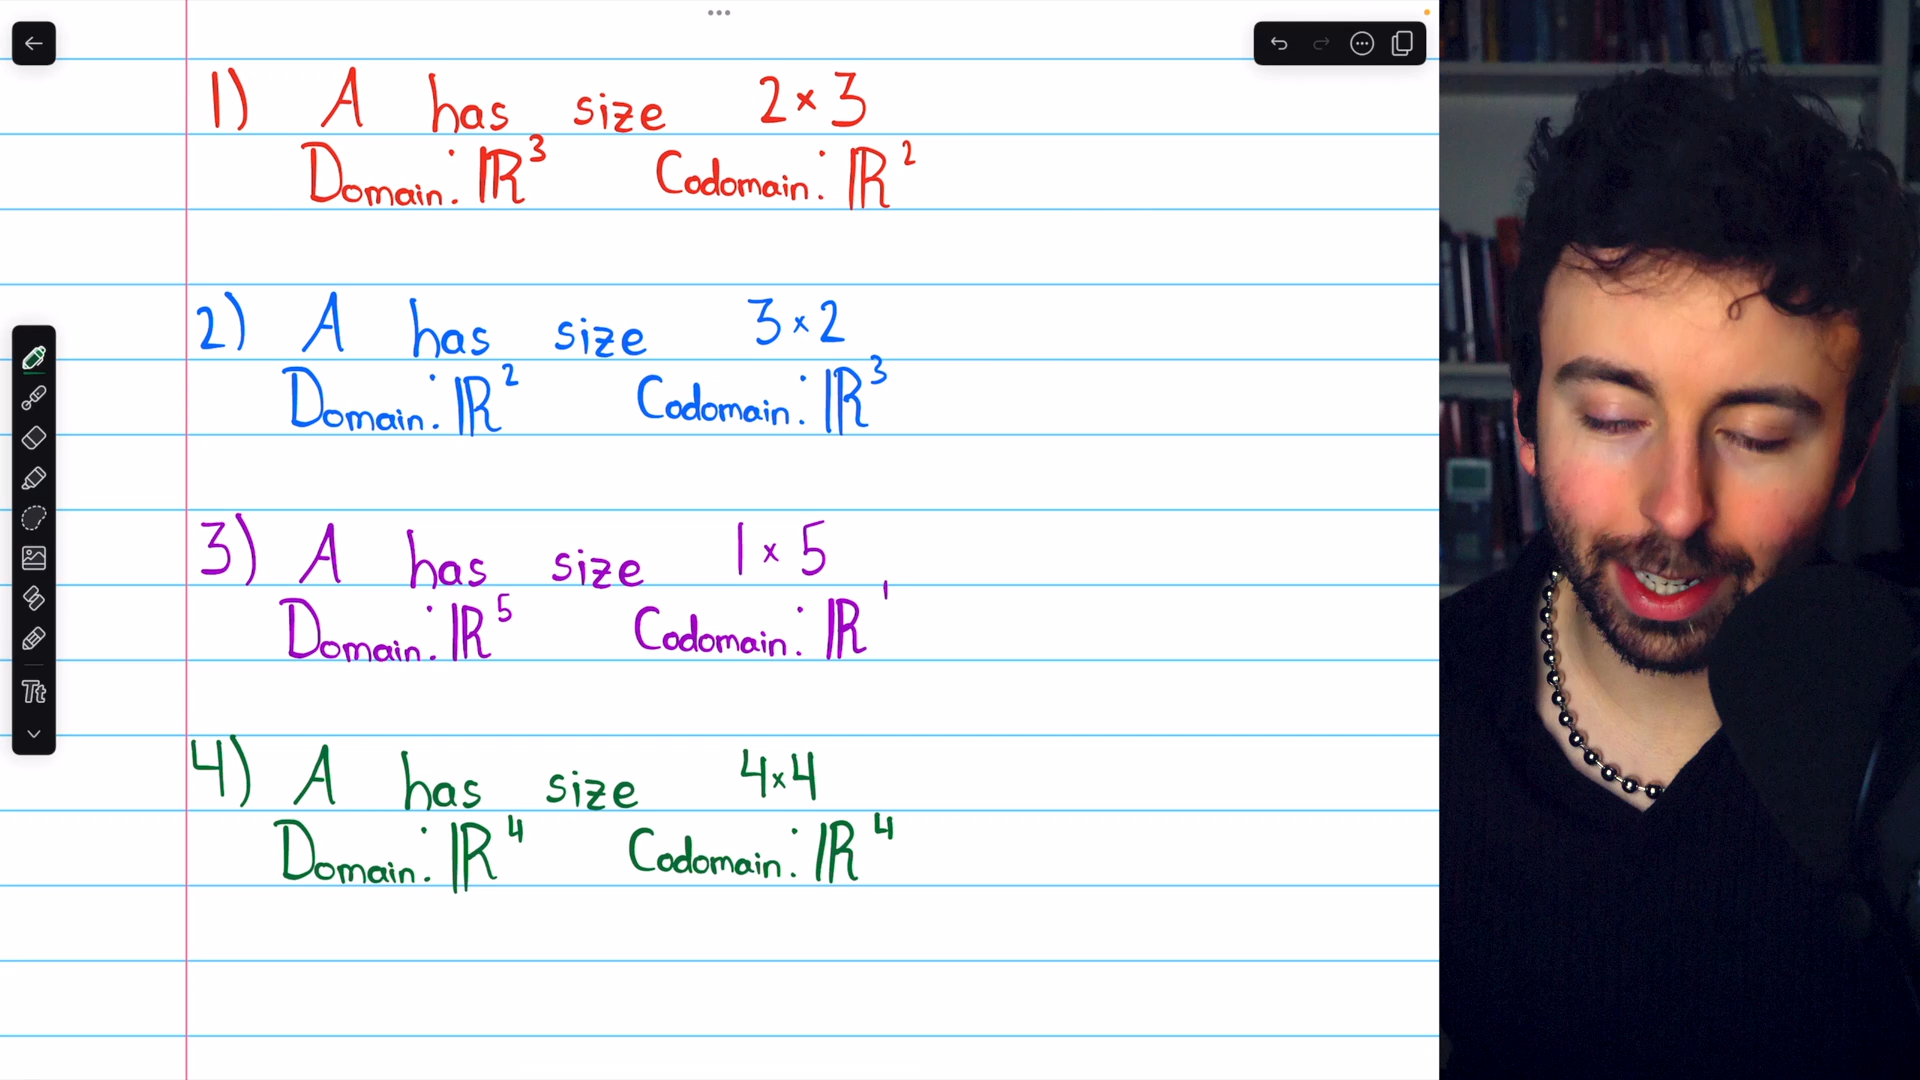 1) A has size 2×3
Domain: ℝ³ Codomain: ℝ²
2) A has size 3×2
Domain: ℝ² Codomain: ℝ³
3) A has size 1×5
Domain: ℝ⁵ Codomain: ℝ¹
4) A has size 4×4
Domain: ℝ⁴ Codomain: ℝ⁴
Tt